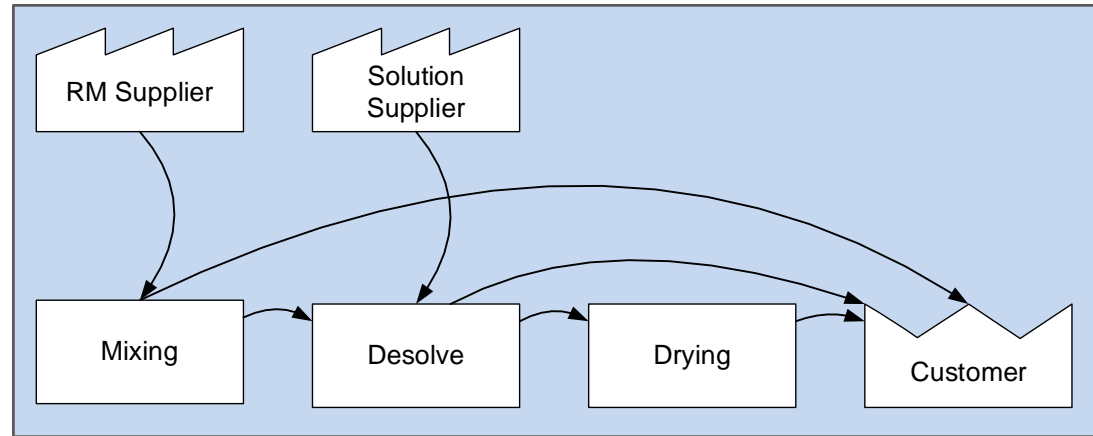 RM Supplier
Solution
Supplier
Mixing
Desolve
Drying
Customer